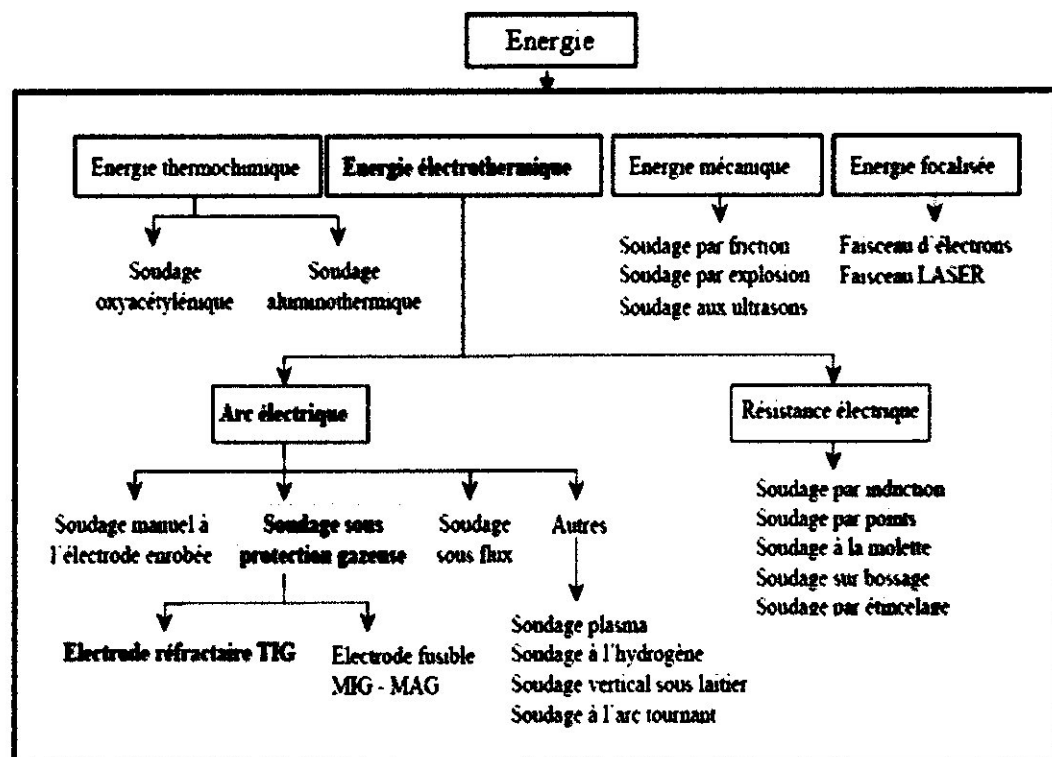 Energie
Energie thermochimique
Energie électrothermique
Energie mécanique
Energie focalisée
Soudage
oxyacétylénique
Soudage
aluminothermique
Soudage par friction
Soudage par explosion
Soudage aux ultrasons
Faisceau d'électrons
Faisceau LASER
Arc électrique
Résistance électrique
Soudage manuel à
l'électrode enrobée
Soudage sous
protection gazeuse
Soudage
sous flux
Autres
Soudage par induction
Soudage par points
Soudage à la molette
Soudage sur bossage
Soudage par étincelage
Electrode réfractaire TIG
Electrode fusible
MIG - MAG
Soudage plasma
Soudage à l'hydrogène
Soudage vertical sous laitier
Soudage à l'arc tournant